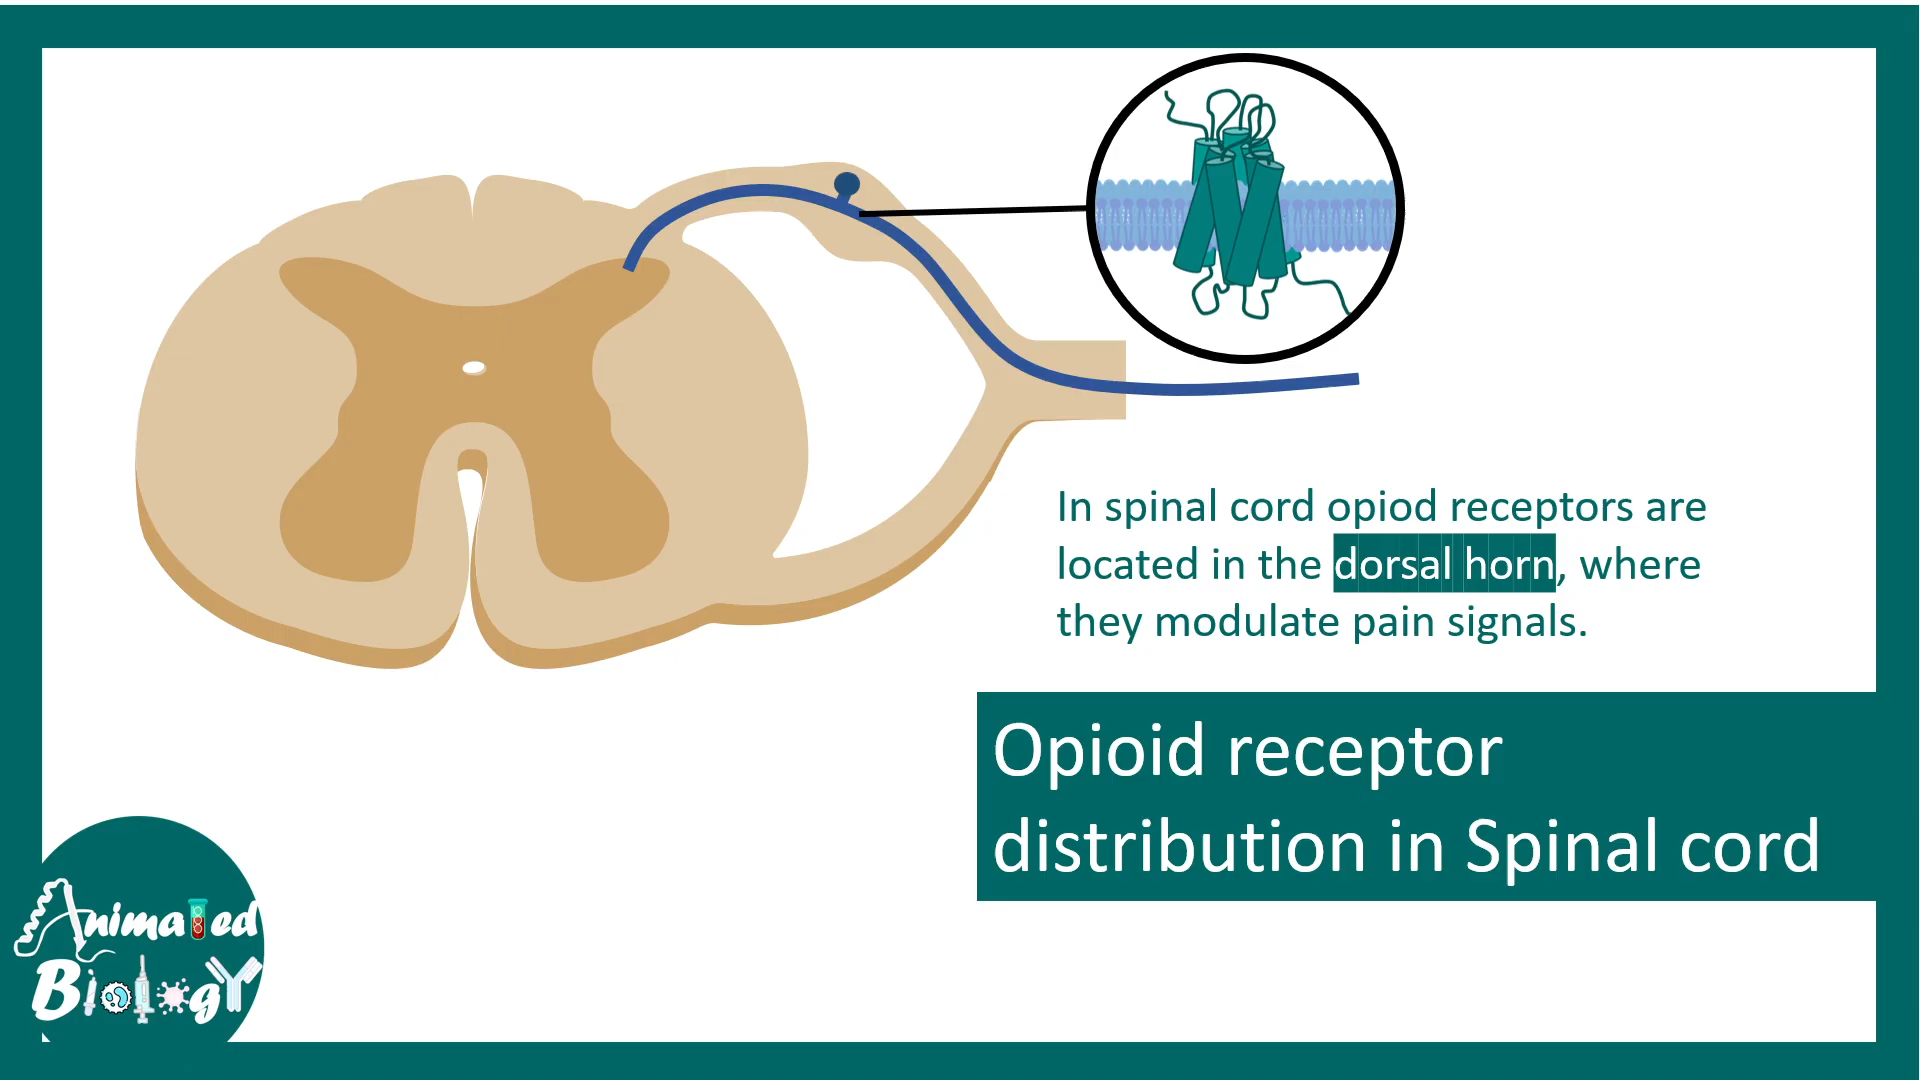 In spinal cord opiod receptors are
located in the dorsal horn, where
they modulate pain signals.
Opioid receptor
distribution in Spinal cord
Animated
Biology